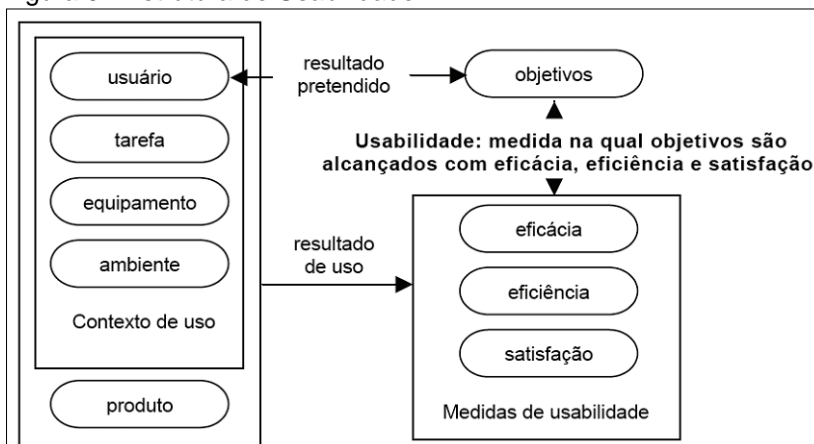 usuário
resultado
pretendido
objetivos
tarefa
Usabilidade: medida na qual objetivos são
alcançados com eficácia, eficiência e satisfação
equipamento
ambiente
Contexto de uso
produto
resultado
de uso
eficácia
eficiência
satisfação
Medidas de usabilidade